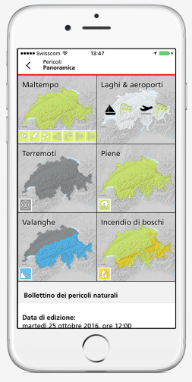 Swisscom 13:47
Pericoli
Panoramica
Maltempo Laghi & aeroporti
Terremoti Piene
Valanghe Incendio di boschi
Bollettino dei pericoli naturali
Data di edizione:
martedì 25 ottobre 2016, ore 12:00